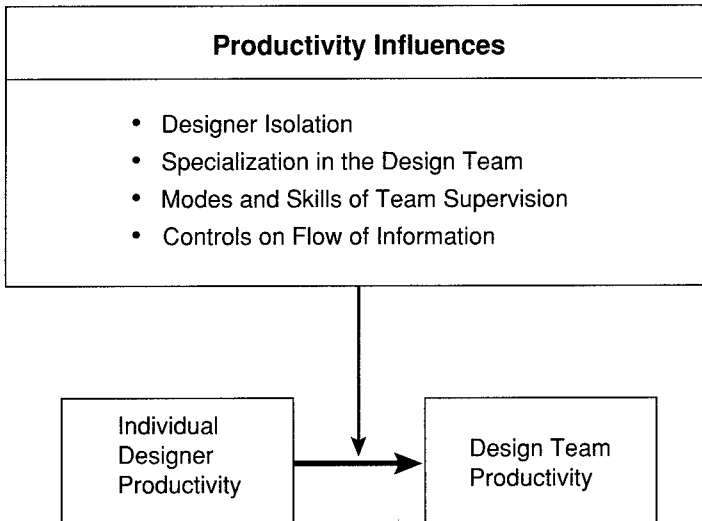 Productivity Influences
• Designer Isolation
• Specialization in the Design Team
• Modes and Skills of Team Supervision
• Controls on Flow of Information
Individual
Designer
Productivity
Design Team
Productivity